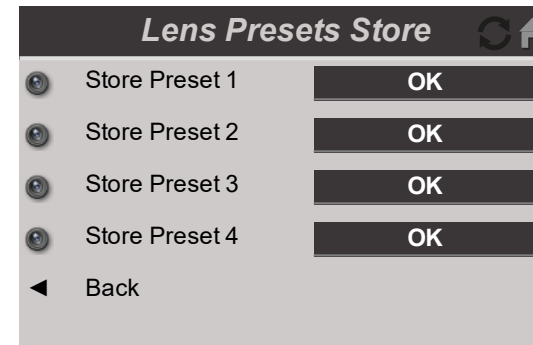 Lens Presets Store
Store Preset 1 OK
Store Preset 2 OK
Store Preset 3 OK
Store Preset 4 OK
Back